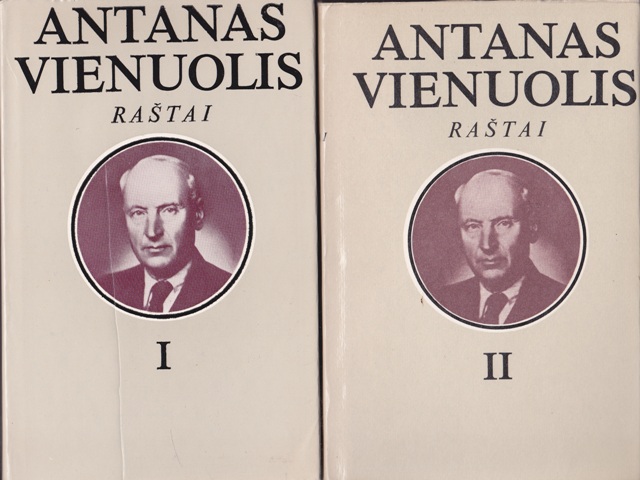 ANTANAS
VIENUOLIS
RAŠTAI
I
ANTANAS
VIENUOLIS
RAŠTAI
II